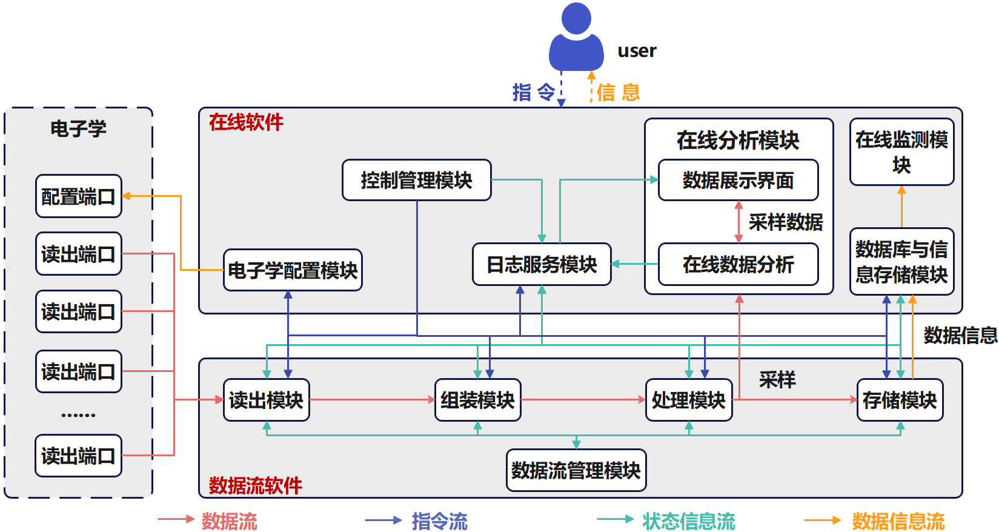 user
指 令
信 息
电子学
配置端口
读出端口
读出端口
读出端口
……
读出端口
在线软件
控制管理模块
电子学配置模块
日志服务模块
在线分析模块
数据展示界面
采样数据
在线数据分析
在线监测模
块
数据库与信
息存储模块
数据信息
采样
读出模块
组装模块
处理模块
存储模块
数据流管理模块
数据流软件
数据流
指令流
状态信息流
数据信息流